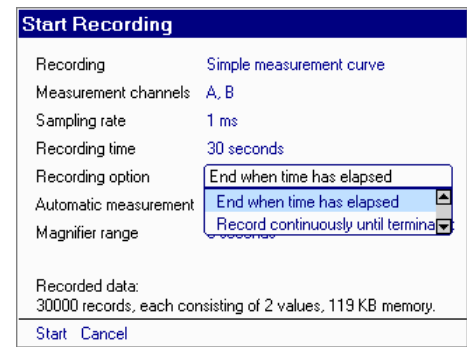 Start Recording
Recording Simple measurement curve
Measurement channels A, B
Sampling rate 1 ms
Recording time 30 seconds
Recording option End when time has elapsed
End when time has elapsed
Automatic measurement
Record continuously until
Magnifier range
Recorded data:
30000 records, each consisting of 2 values, 119 KB memory.
Start Cancel